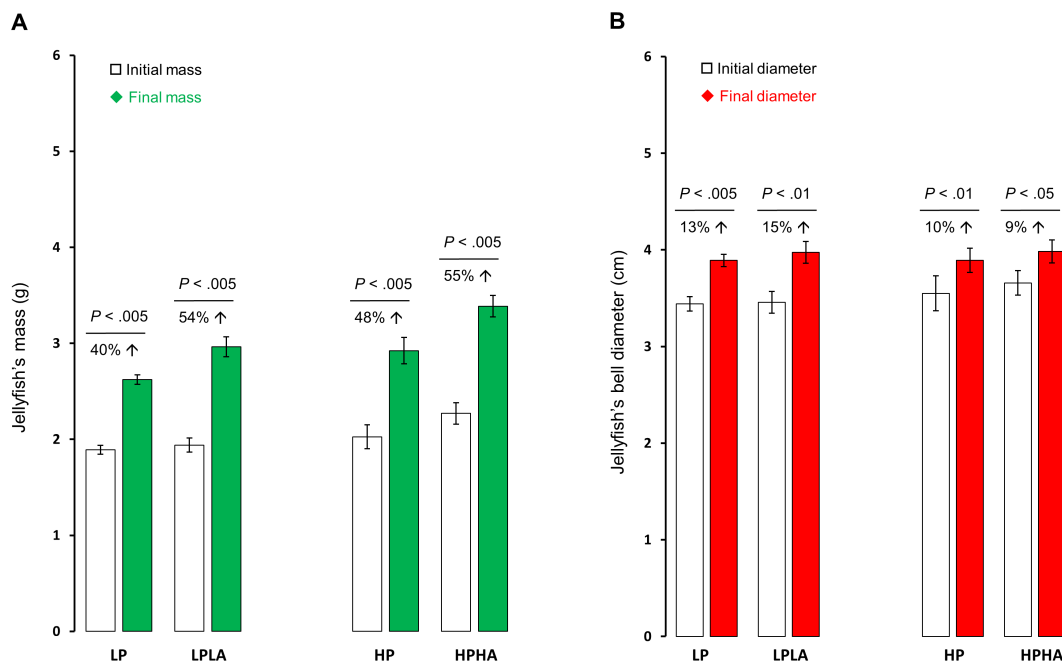 A
Jellyfish's mass (g)
6
5
4
3
2
1
0
Initial mass
Final mass
P < .005
40% ↑
P < .005
54% ↑
P < .005
48% ↑
P < .005
55% ↑
LP LPLA HP HPHA
B
Jellyfish's bell diameter (cm)
6
5
4
3
2
1
0
Initial diameter
Final diameter
P < .005
13% ↑
P < .01
15% ↑
P < .01
10% ↑
P < .05
9% ↑
LP LPLA HP HPHA